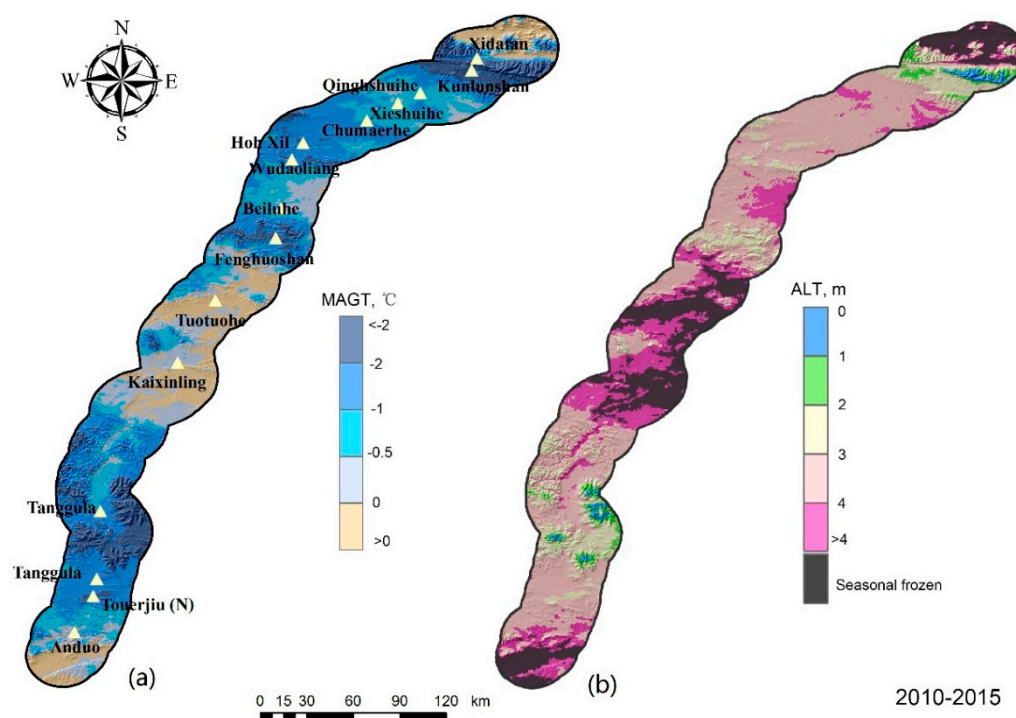 N
W
E
S
Xidatan
Kunlunshan
Qinghshuihe
Xieshuihe
Chumaerhe
Hoh Xil
Wudaoliang
Beiluhe
Fenghuoshan
Tuotuohe
Kaixinling
Tanggula
Tanggula
Touerjiu (N)
Anduo
MAGT, ℃
<-2
-2
-1
-0.5
0
>0
(a)
ALT, m
0
1
2
3
4
>4
Seasonal frozen
(b)
0 15 30 60 90 120 km
2010-2015